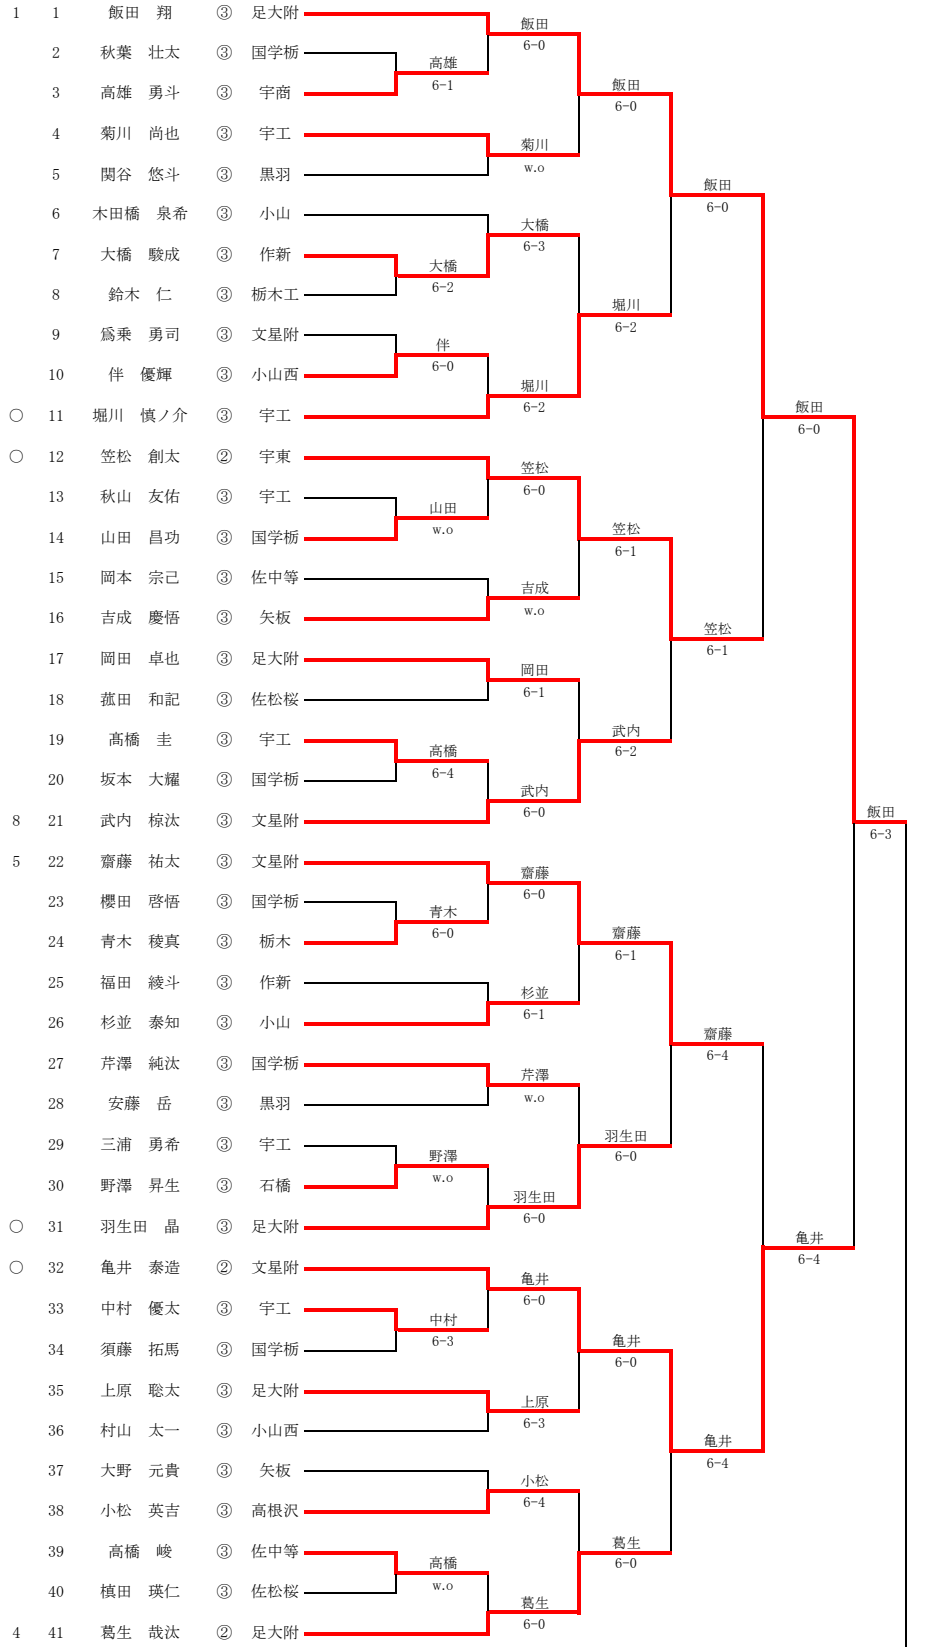 1 1 飯田 翔 ③ 足大附
飯田
6-0
2 秋葉 壮太 ③ 国学栃
高雄
6-1
3 高雄 勇斗 ③ 宇商
飯田
6-0
4 菊川 尚也 ③ 宇工
菊川
w.o
5 関谷 悠斗 ③ 黒羽
飯田
6-0
6 木田橋 泉希 ③ 小山
大橋
6-3
7 大橋 駿成 ③ 作新
大橋
6-2
8 鈴木 仁 ③ 栃木工
堀川
6-2
9 爲乗 勇司 ③ 文星附
伴
6-0
10 伴 優輝 ③ 小山西
堀川
6-2
○ 11 堀川 慎ノ介 ③ 宇工
飯田
6-0
○ 12 笠松 創太 ② 宇東
笠松
6-0
13 秋山 友佑 ③ 宇工
山田
w.o
14 山田 昌功 ③ 国学栃
笠松
6-1
15 岡本 宗己 ③ 佐中等
吉成
w.o
16 吉成 慶悟 ③ 矢板
笠松
6-1
17 岡田 卓也 ③ 足大附
岡田
6-1
18 菰田 和記 ③ 佐松桜
武内
6-2
19 髙橋 圭 ③ 宇工
高橋
6-4
20 坂本 大耀 ③ 国学栃
武内
6-0
8 21 武内 椋汰 ③ 文星附
飯田
6-3
5 22 齋藤 祐太 ③ 文星附
齋藤
6-0
23 櫻田 啓悟 ③ 国学栃
青木
6-0
24 青木 稜真 ③ 栃木
齋藤
6-1
25 福田 綾斗 ③ 作新
杉並
6-1
26 杉並 泰知 ③ 小山
齋藤
6-4
27 芹澤 純汰 ③ 国学栃
芹澤
w.o
28 安藤 岳 ③ 黒羽
羽生田
6-0
29 三浦 勇希 ③ 宇工
野澤
w.o
30 野澤 昇生 ③ 石橋
羽生田
6-0
○ 31 羽生田 晶 ③ 足大附
亀井
6-4
○ 32 亀井 泰造 ② 文星附
亀井
6-0
33 中村 優太 ③ 宇工
中村
6-3
34 須藤 拓馬 ③ 国学栃
亀井
6-0
35 上原 聡太 ③ 足大附
上原
6-3
36 村山 太一 ③ 小山西
亀井
6-4
37 大野 元貴 ③ 矢板
小松
6-4
38 小松 英吉 ③ 高根沢
葛生
6-0
39 高橋 峻 ③ 佐中等
高橋
w.o
40 槙田 瑛仁 ③ 佐松桜
葛生
6-0
4 41 葛生 哉汰 ② 足大附